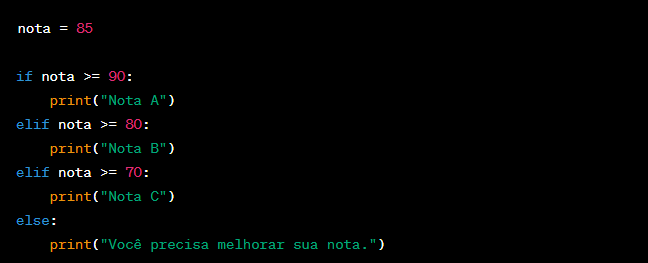 nota = 85
if nota >= 90:
print("Nota A")
elif nota >= 80:
print("Nota B")
elif nota >= 70:
print("Nota C")
else:
print("Você precisa melhorar sua nota.")